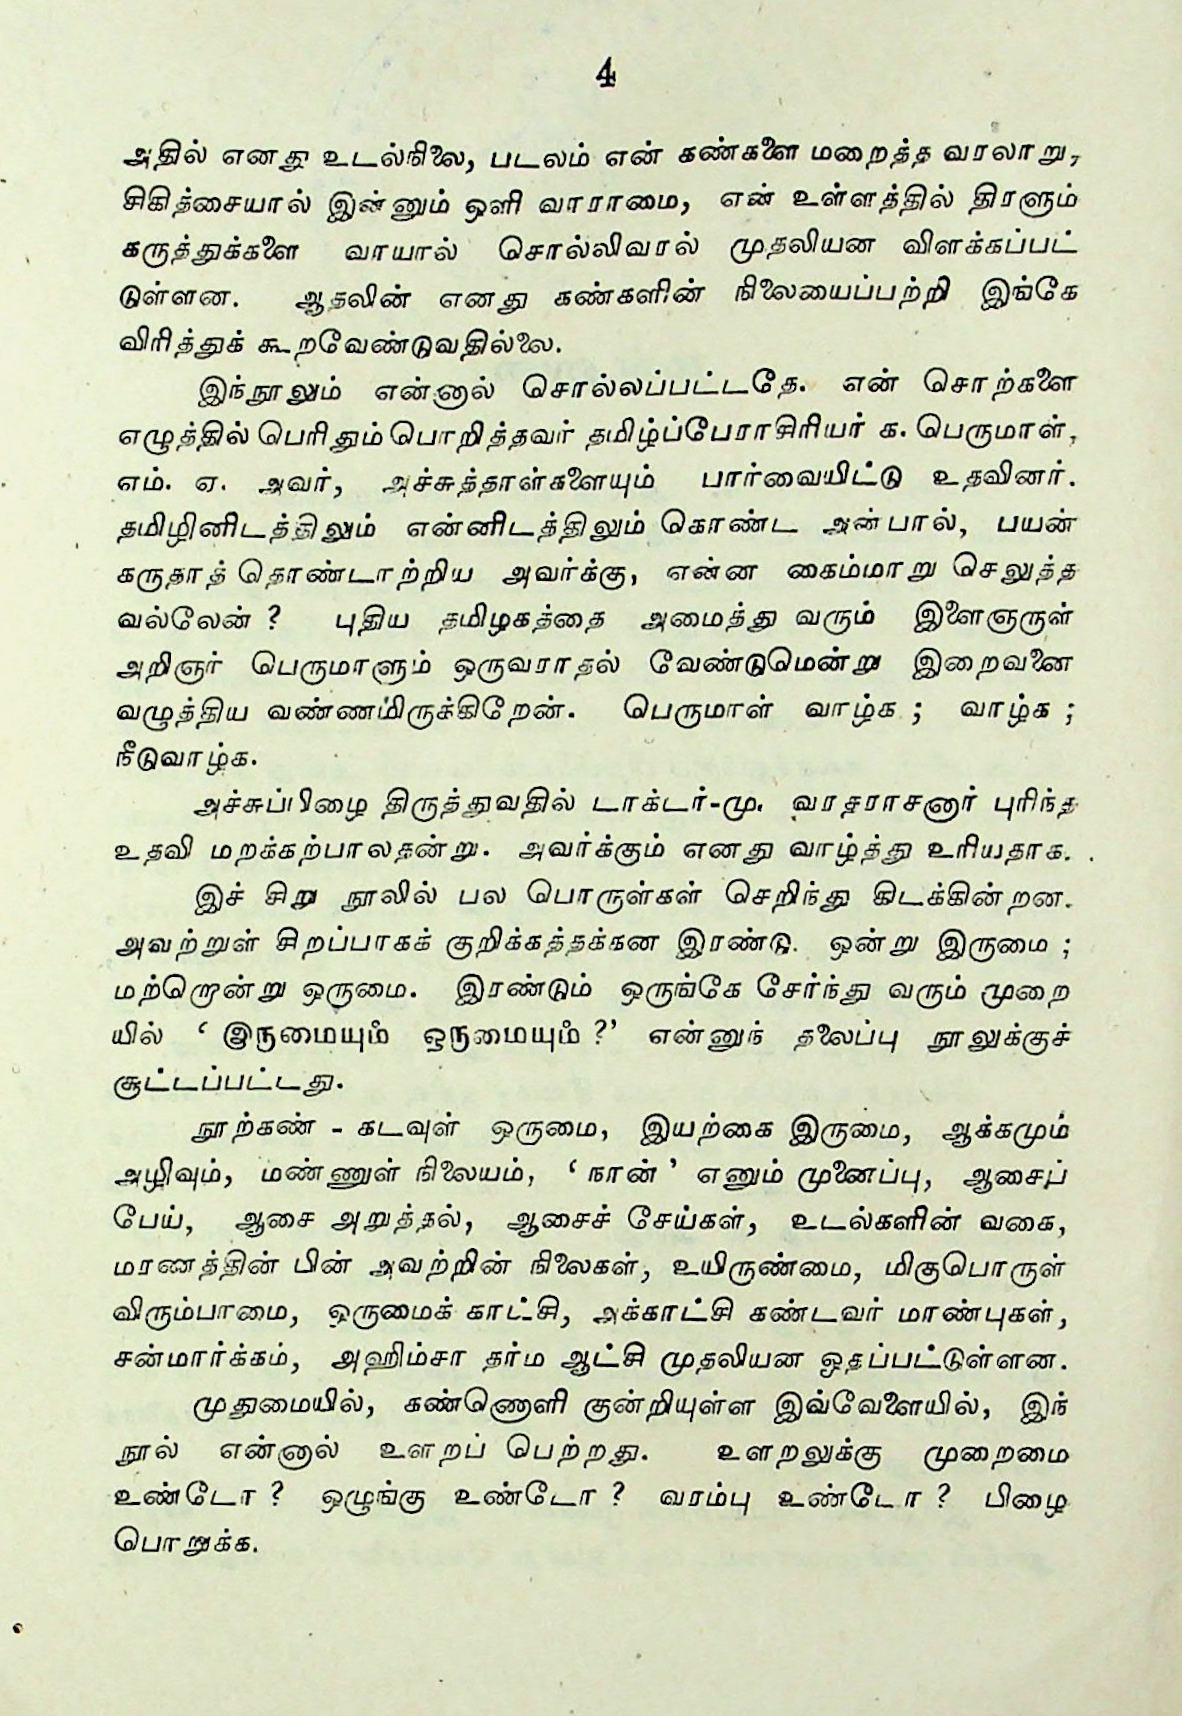 4
அதில் எனது உடல்நிலை, படலம் என் கண்களை மறைத்த வரலாறு,
சிகித்சையால் இன்னும் ஒளி வாராமை, என் உள்ளத்தில் திரளும்
கருத்துக்களை வாயால் சொல்லிவரல் முதலியன விளக்கப்பட்
டுள்ளன. ஆதலின் எனது கண்களின் நிலையைப்பற்றி இங்கே
விரித்துக் கூறவேண்டுவதில்லை.
இந்நூலும் என்னால் சொல்லப்பட்டதே. என் சொற்களை
எழுத்தில் பெரிதும் பொறித்தவர் தமிழ்ப்பேராசிரியர் க. பெருமாள்,
எம். ஏ. அவர், அச்சுத்தாள்களையும் பார்வையிட்டு உதவினர்.
தமிழினிடத்திலும் என்னிடத்திலும் கொண்ட அன்பால், பயன்
கருதாத் தொண்டாற்றிய அவர்க்கு, என்ன கைம்மாறு செலுத்த
வல்லேன் ? புதிய தமிழகத்தை அமைத்து வரும் இளைஞருள்
அறிஞர் பெருமாளும் ஒருவராதல் வேண்டுமென்று இறைவனை
வழுத்திய வண்ணமிருக்கிறேன். பெருமாள் வாழ்க ; வாழ்க ;
நீடுவாழ்க.
அச்சுப்பிழை திருத்துவதில் டாக்டர்-மு. வரதராசனார் புரிந்த
உதவி மறக்கற்பாலதன்று. அவர்க்கும் எனது வாழ்த்து உரியதாக.
இச் சிறு நூலில் பல பொருள்கள் செறிந்து கிடக்கின்றன.
அவற்றுள் சிறப்பாகக் குறிக்கத்தக்கன இரண்டு. ஒன்று இருமை ;
மற்றொன்று ஒருமை. இரண்டும் ஒருங்கே சேர்ந்து வரும் முறை
யில் ‘ இருமையும் ஒருமையும் ?’ என்னுந் தலைப்பு நூலுக்குச்
சூட்டப்பட்டது.
நூற்கண் - கடவுள் ஒருமை, இயற்கை இருமை, ஆக்கமும்
அழிவும், மண்ணுள் நிலையம், ‘ நான் ’ எனும் முனைப்பு, ஆசைப்
பேய், ஆசை அறுத்தல், ஆசைச் சேய்கள், உடல்களின் வகை,
மரணத்தின் பின் அவற்றின் நிலைகள், உயிருண்மை, மிகுபொருள்
விரும்பாமை, ஒருமைக் காட்சி, அக்காட்சி கண்டவர் மாண்புகள்,
சன்மார்க்கம், அஹிம்சா தர்ம ஆட்சி முதலியன ஓதப்பட்டுள்ளன.
முதுமையில், கண்ணொளி குன்றியுள்ள இவ்வேளையில், இந்
நூல் என்னால் உளறப் பெற்றது. உளறலுக்கு முறைமை
உண்டோ ? ஒழுங்கு உண்டோ ? வரம்பு உண்டோ ? பிழை
பொறுக்க.